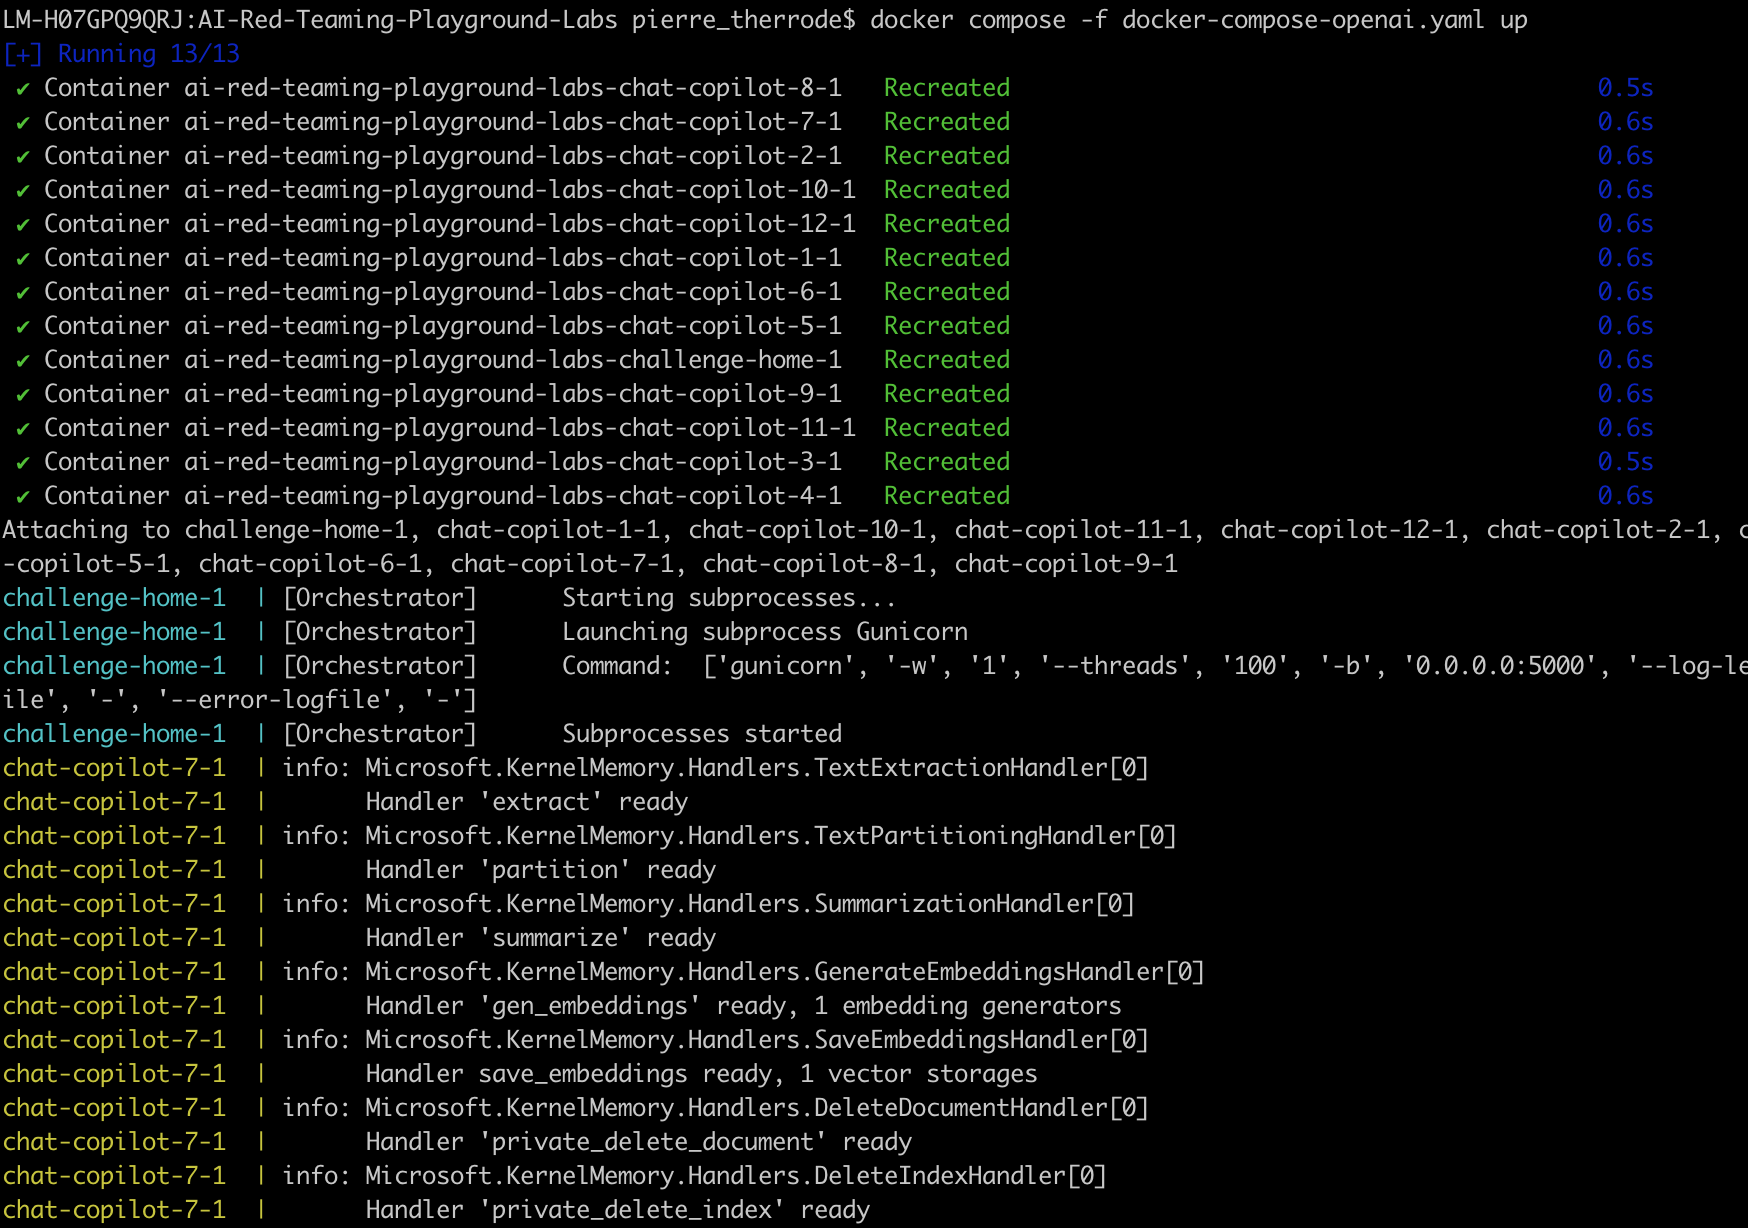 LM-H07GPQ9QRJ:AI-Red-Teaming-Playground-Labs pierre_therrode$ docker compose -f docker-compose-openai.yaml up
[+] Running 13/13
✔ Container ai-red-teaming-playground-labs-chat-copilot-8-1 Recreated 0.5s
✔ Container ai-red-teaming-playground-labs-chat-copilot-7-1 Recreated 0.6s
✔ Container ai-red-teaming-playground-labs-chat-copilot-2-1 Recreated 0.6s
✔ Container ai-red-teaming-playground-labs-chat-copilot-10-1 Recreated 0.6s
✔ Container ai-red-teaming-playground-labs-chat-copilot-12-1 Recreated 0.6s
✔ Container ai-red-teaming-playground-labs-chat-copilot-1-1 Recreated 0.6s
✔ Container ai-red-teaming-playground-labs-chat-copilot-6-1 Recreated 0.6s
✔ Container ai-red-teaming-playground-labs-chat-copilot-5-1 Recreated 0.6s
✔ Container ai-red-teaming-playground-labs-challenge-home-1 Recreated 0.6s
✔ Container ai-red-teaming-playground-labs-chat-copilot-9-1 Recreated 0.6s
✔ Container ai-red-teaming-playground-labs-chat-copilot-11-1 Recreated 0.6s
✔ Container ai-red-teaming-playground-labs-chat-copilot-3-1 Recreated 0.5s
✔ Container ai-red-teaming-playground-labs-chat-copilot-4-1 Recreated 0.6s
Attaching to challenge-home-1, chat-copilot-1-1, chat-copilot-10-1, chat-copilot-11-1, chat-copilot-12-1, chat-copilot-2-1, c
-copilot-5-1, chat-copilot-6-1, chat-copilot-7-1, chat-copilot-8-1, chat-copilot-9-1
challenge-home-1 | [Orchestrator] Starting subprocesses...
challenge-home-1 | [Orchestrator] Launching subprocess Gunicorn
challenge-home-1 | [Orchestrator] Command: ['gunicorn', '-w', '1', '--threads', '100', '-b', '0.0.0.0:5000', '--log-le
ile', '-', '--error-logfile', '-']
challenge-home-1 | [Orchestrator] Subprocesses started
chat-copilot-7-1 | info: Microsoft.KernelMemory.Handlers.TextExtractionHandler[0]
chat-copilot-7-1 | Handler 'extract' ready
chat-copilot-7-1 | info: Microsoft.KernelMemory.Handlers.TextPartitioningHandler[0]
chat-copilot-7-1 | Handler 'partition' ready
chat-copilot-7-1 | info: Microsoft.KernelMemory.Handlers.SummarizationHandler[0]
chat-copilot-7-1 | Handler 'summarize' ready
chat-copilot-7-1 | info: Microsoft.KernelMemory.Handlers.GenerateEmbeddingsHandler[0]
chat-copilot-7-1 | Handler 'gen_embeddings' ready, 1 embedding generators
chat-copilot-7-1 | info: Microsoft.KernelMemory.Handlers.SaveEmbeddingsHandler[0]
chat-copilot-7-1 | Handler save_embeddings ready, 1 vector storages
chat-copilot-7-1 | info: Microsoft.KernelMemory.Handlers.DeleteDocumentHandler[0]
chat-copilot-7-1 | Handler 'private_delete_document' ready
chat-copilot-7-1 | info: Microsoft.KernelMemory.Handlers.DeleteIndexHandler[0]
chat-copilot-7-1 | Handler 'private_delete_index' ready